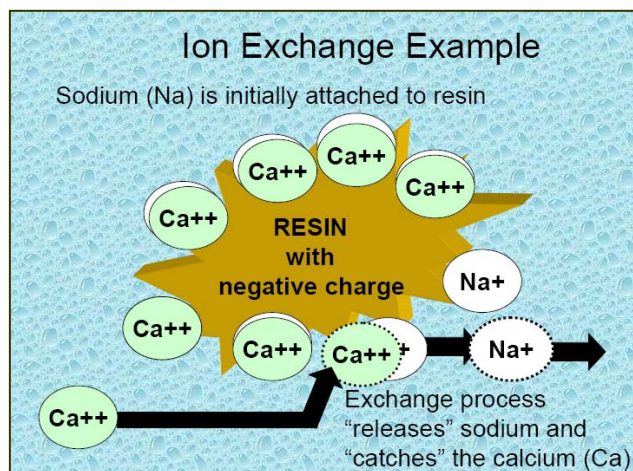 Ion Exchange Example
Sodium (Na) is initially attached to resin
Ca++
Ca++
Ca++
Ca++
RESIN
with
negative charge
Na+
Ca++
Ca++
Ca++
+
Na+
Ca++
Exchange process
“releases” sodium and
“catches” the calcium (Ca)